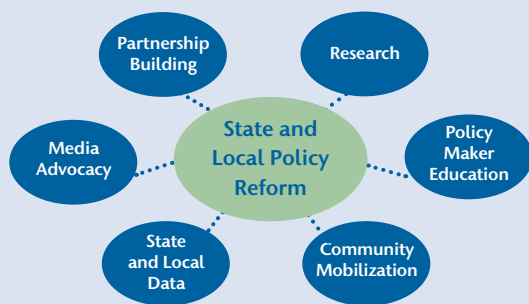 Partnership
Building
Research
State and
Local Policy
Reform
Media
Advocacy
Policy
Maker
Education
State
and Local
Data
Community
Mobilization